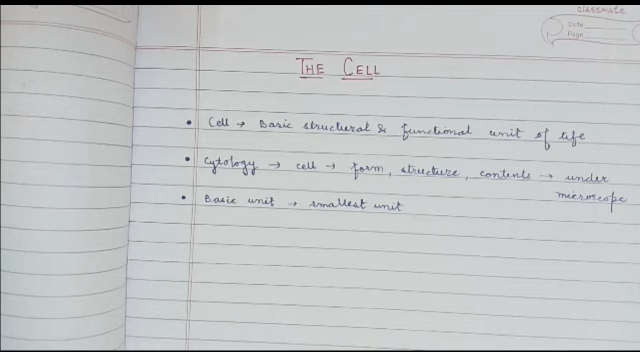 classmate
Date
Page
THE CELL
• Cell → Basic structural & functional unit of life
• Cytology → cell → form, structure, contents → under
microscope
• Basic unit → smallest unit